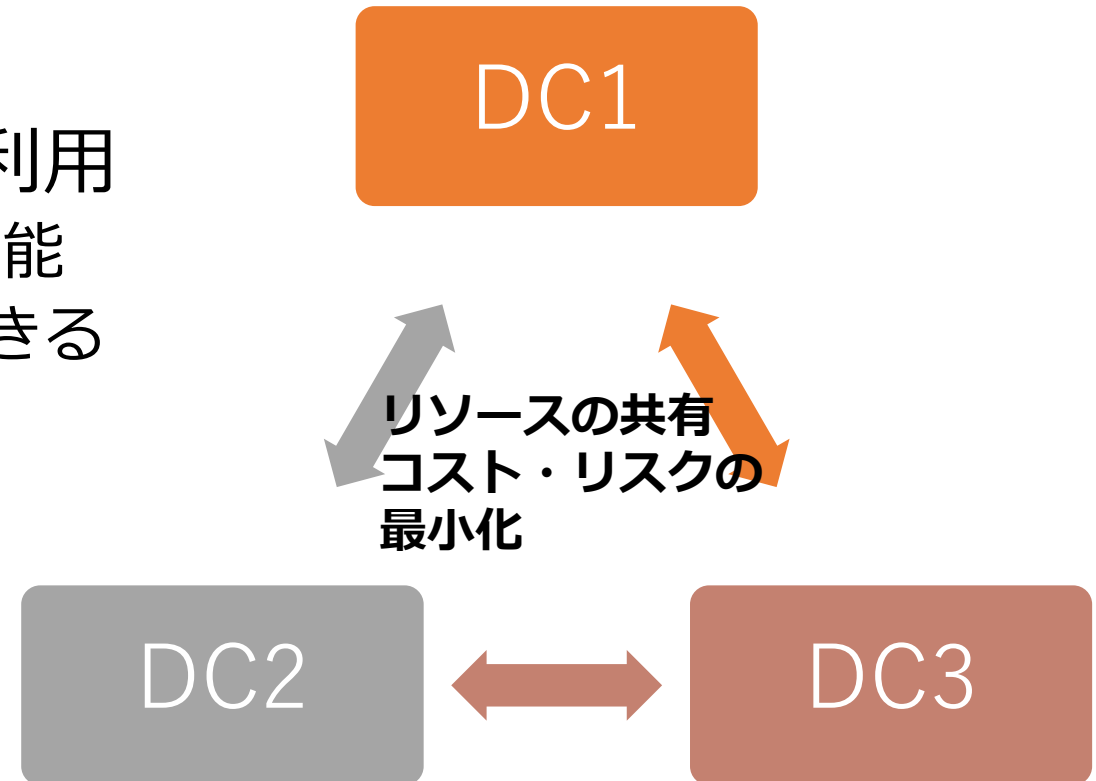 DC1
利用
能
きる
リソースの共有
コスト・リスクの
最小化
DC2
DC3